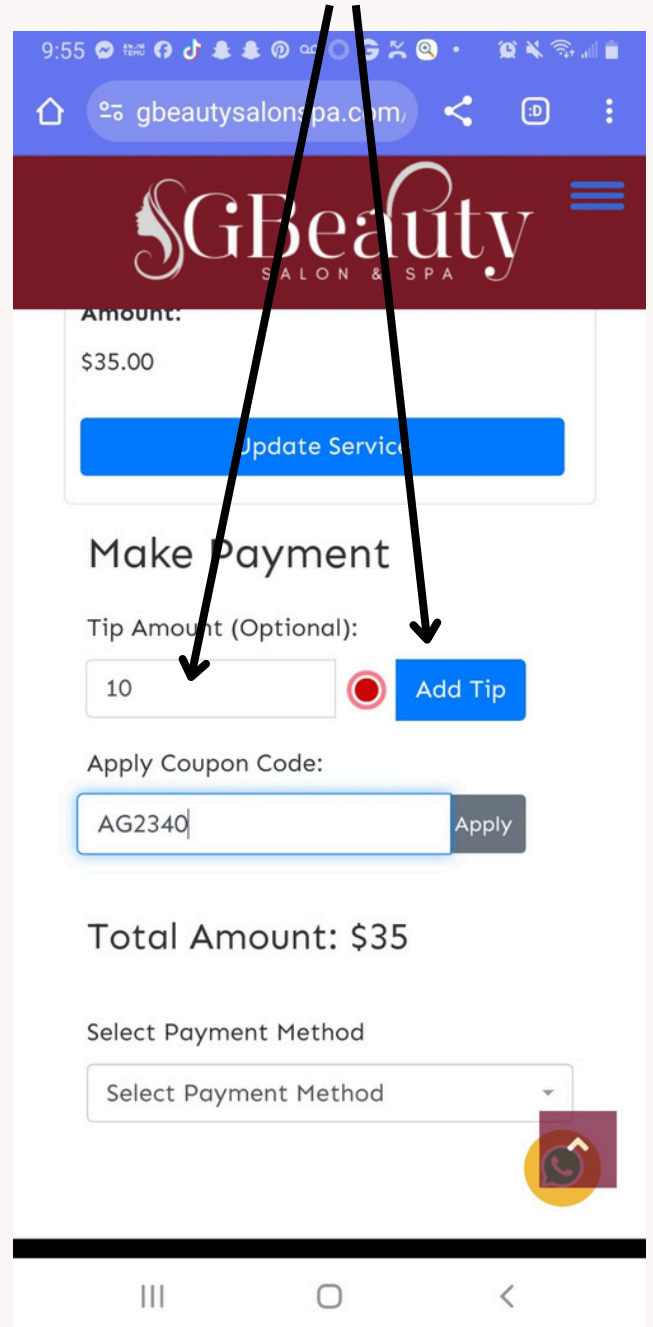 9:55
gbeautysalonspa.com/
GBeauty
SALON & SPA
Amount:
$35.00
Update Service
Make Payment
Tip Amount (Optional):
10
Add Tip
Apply Coupon Code:
AG2340
Apply
Total Amount: $35
Select Payment Method
Select Payment Method